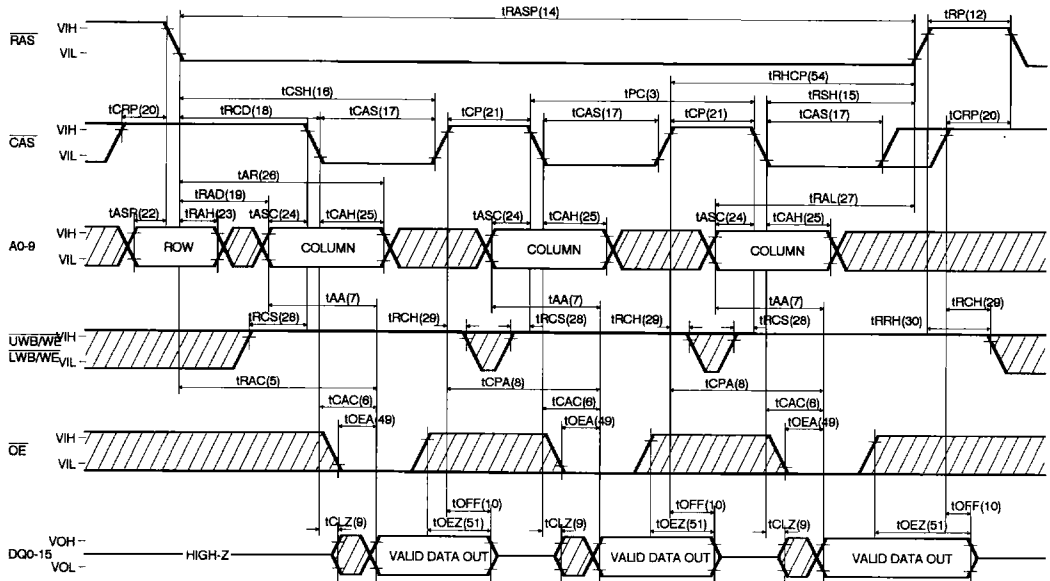 tRASP(14) tRP(12)
RAS VIH
VIL
tRHCP(54)
tCSH(16) tPC(3) tRSH(15)
tCRP(20) tRCD(18) tCAS(17) tCP(21) tCAS(17) tCP(21) tCAS(17) tCRP(20)
CAS VIH
VIL
tAR(26)
tRAD(19) tRAL(27)
tASR(22) tRAH(23) tASC(24) tCAH(25) tASC(24) tCAH(25) tASC(24) tCAH(25)
A0-9 VIH
VIL
ROW COLUMN COLUMN COLUMN
tAA(7) tAA(7) tAA(7)
tRCS(28) tRCH(29) tRCS(28) tRCH(29) tRCS(28) tRCH(29)
tRRH(30)
UWB/WE VIH
LWB/WE VIL
tRAC(5) tCPA(8) tCPA(8)
tCAC(6) tCAC(6) tCAC(6)
tOEA(49) tOEA(49) tOEA(49)
OE VIH
VIL
tOFF(10) tOFF(10) tOFF(10)
tCLZ(9) tOEZ(51) tCLZ(9) tOEZ(51) tCLZ(9) tOEZ(51)
DQ0-15 VOH
VOL
HIGH-Z VALID DATA OUT VALID DATA OUT VALID DATA OUT